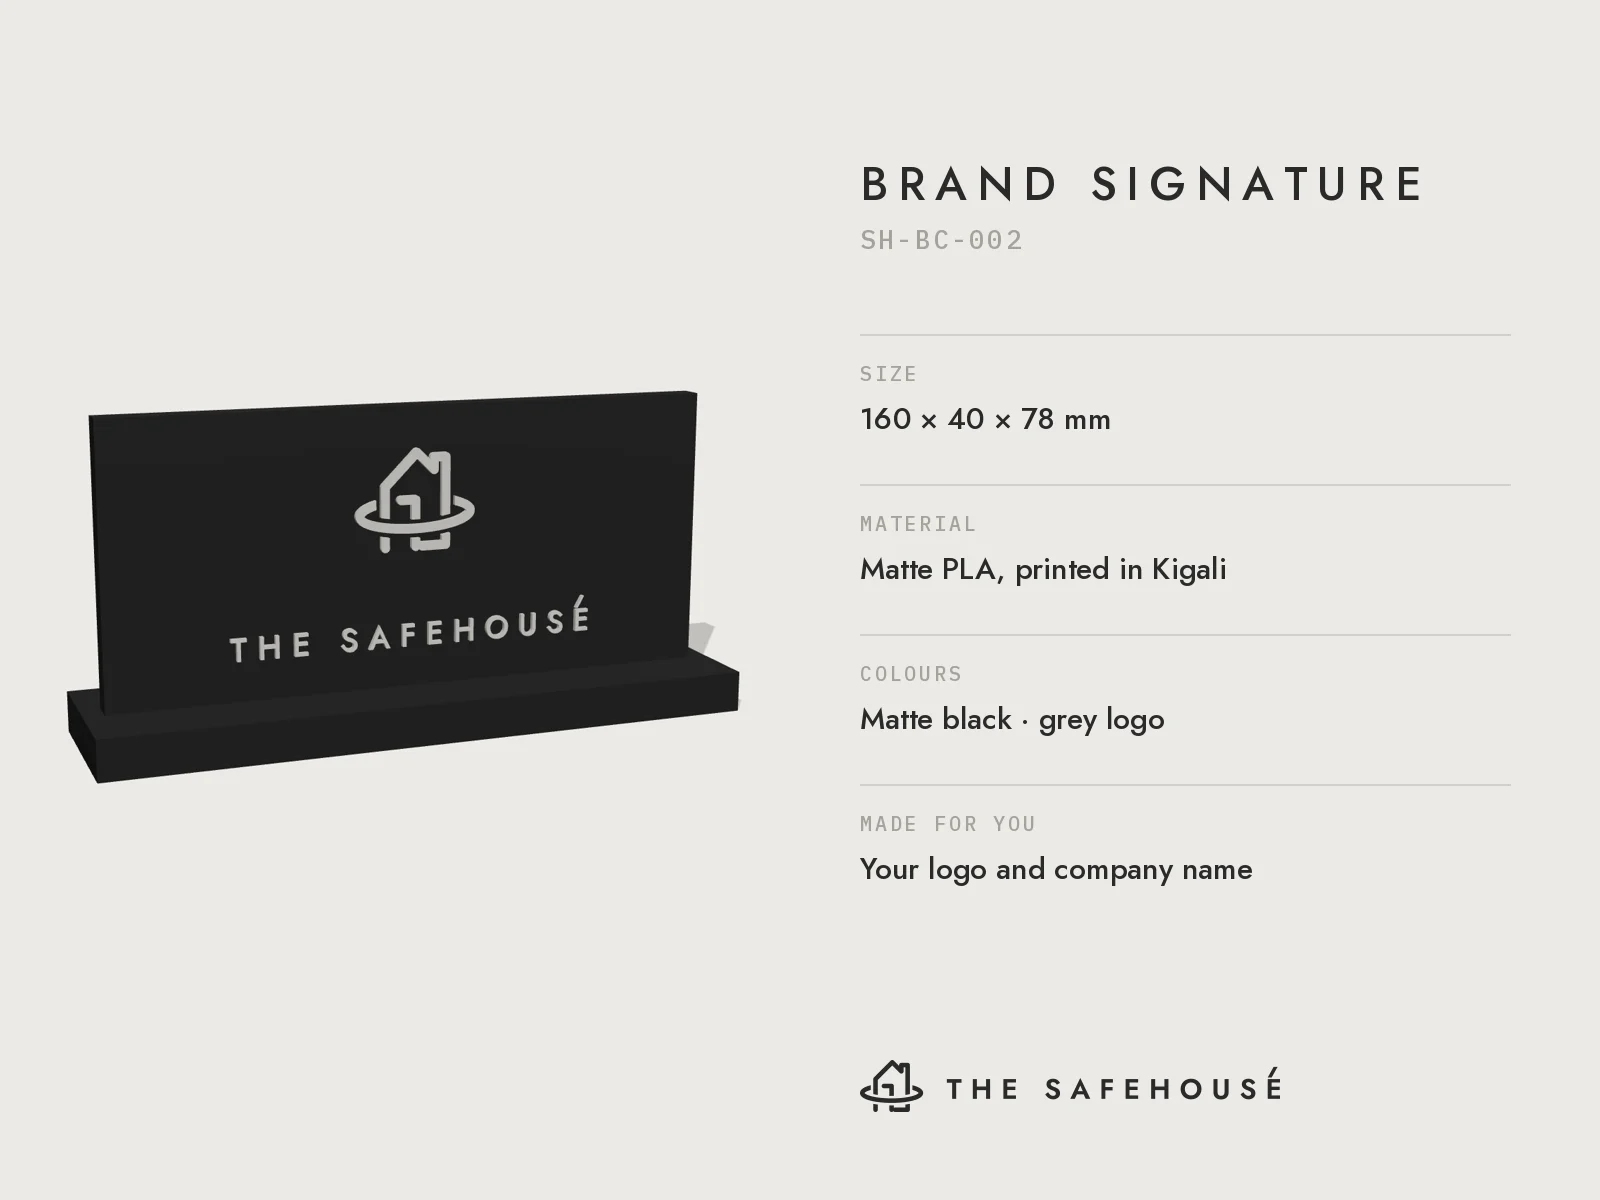 THE SAFEHOUSÉ
BRAND SIGNATURE
SH-BC-002
SIZE
160 × 40 × 78 mm
MATERIAL
Matte PLA, printed in Kigali
COLOURS
Matte black · grey logo
MADE FOR YOU
Your logo and company name
THE SAFEHOUSÉ